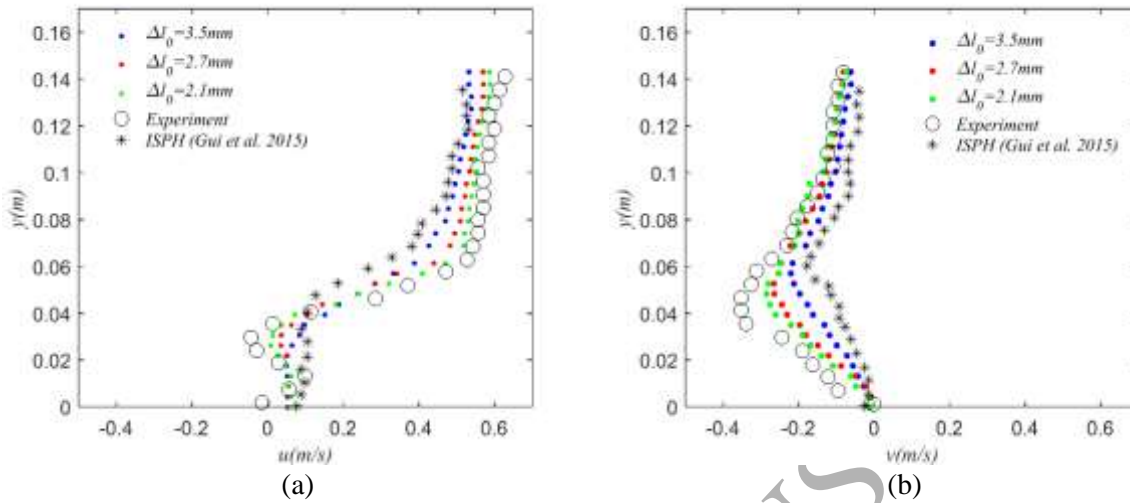 0.16
0.14
0.12
0.1
0.08
0.06
0.04
0.02
0
y(m)
Δl0=3.5mm
Δl0=2.7mm
Δl0=2.1mm
Experiment
ISPH (Gui et al. 2015)
-0.4 -0.2 0 0.2 0.4 0.6
u(m/s)
(a)
0.16
0.14
0.12
0.1
0.08
0.06
0.04
0.02
0
y(m)
Δl0=3.5mm
Δl0=2.7mm
Δl0=2.1mm
Experiment
ISPH (Gui et al. 2015)
-0.4 -0.2 0 0.2 0.4 0.6
v(m/s)
(b)